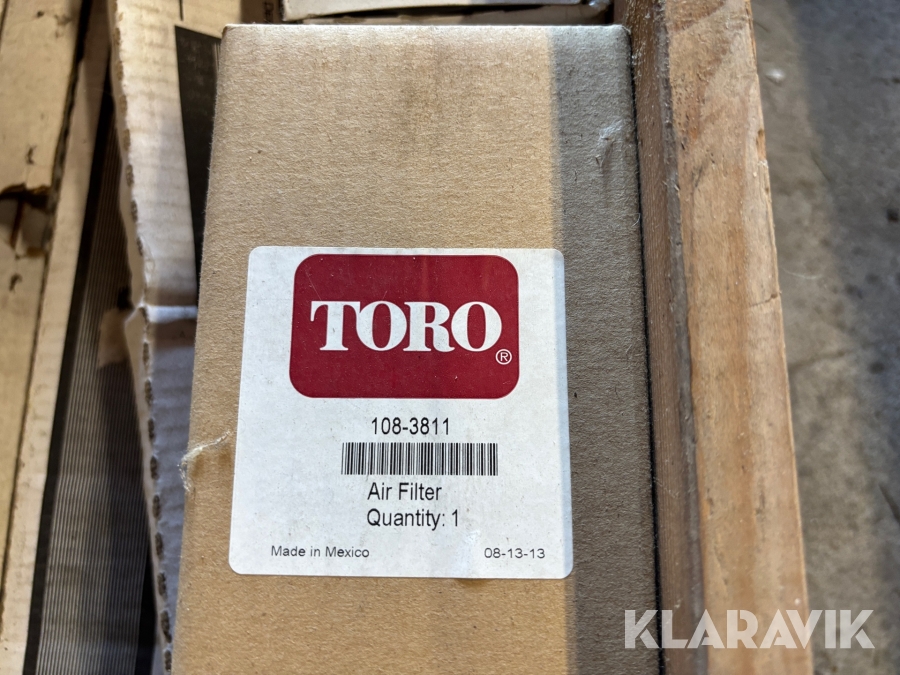 TORO®
108-3811
Air Filter
Quantity: 1
Made in Mexico 08-13-13
KLARAVIK